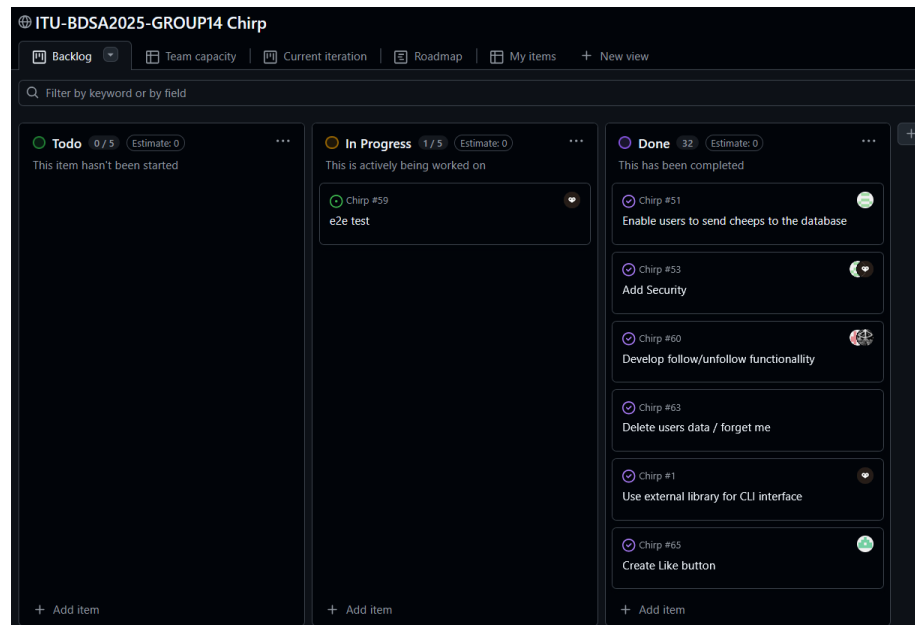 ITU-BDSA2025-GROUP14 Chirp
Backlog
Team capacity
Current iteration
Roadmap
My items
+ New view
Filter by keyword or by field
Todo 0 / 5 Estimate: 0 ...
This item hasn't been started
+ Add item
In Progress 1 / 5 Estimate: 0 ...
This is actively being worked on
Chirp #59
e2e test
+ Add item
Done 32 Estimate: 0 ...
This has been completed
Chirp #51
Enable users to send cheeps to the database
Chirp #53
Add Security
Chirp #60
Develop follow/unfollow functionallity
Chirp #63
Delete users data / forget me
Chirp #1
Use external library for CLI interface
Chirp #65
Create Like button
+ Add item
+